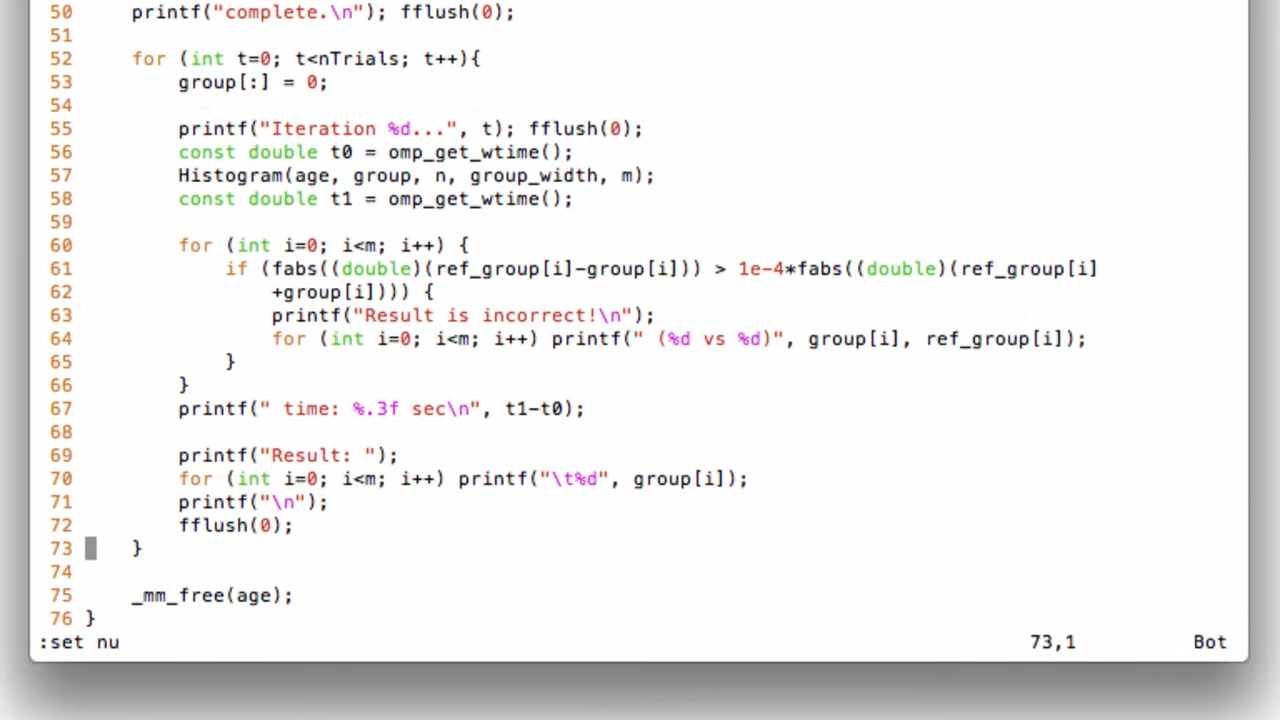 50     printf("complete.\n"); fflush(0);
51
52     for (int t=0; t<nTrials; t++){
53         group[:] = 0;
54
55         printf("Iteration %d...", t); fflush(0);
56         const double t0 = omp_get_wtime();
57         Histogram(age, group, n, group_width, m);
58         const double t1 = omp_get_wtime();
59
60         for (int i=0; i<m; i++) {
61             if (fabs((double)(ref_group[i]-group[i])) > 1e-4*fabs((double)(ref_group[i]
62                 +group[i]))) {
63                 printf("Result is incorrect!\n");
64                 for (int i=0; i<m; i++) printf(" (%d vs %d)", group[i], ref_group[i]);
65             }
66         }
67         printf(" time: %.3f sec\n", t1-t0);
68
69         printf("Result: ");
70         for (int i=0; i<m; i++) printf("\t%d", group[i]);
71         printf("\n");
72         fflush(0);
73     }
74
75     _mm_free(age);
76 }
:set nu 73,1 Bot